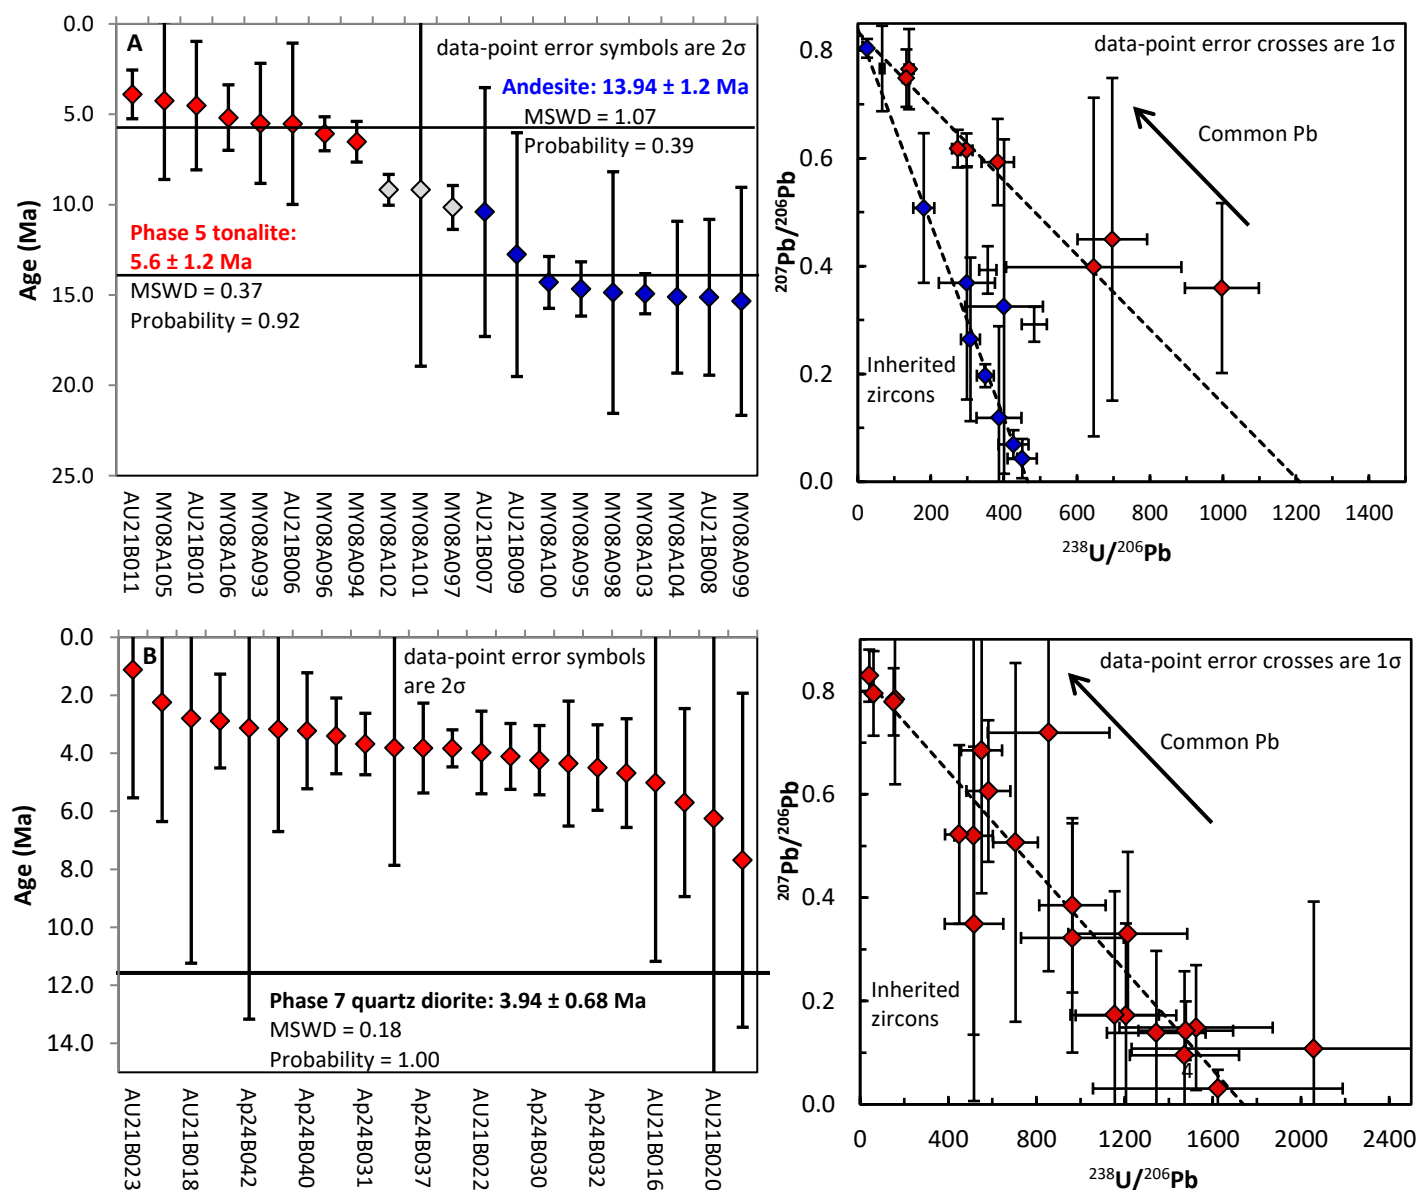 A
data-point error symbols are 2σ
Andesite: 13.94 ± 1.2 Ma
MSWD = 1.07
Probability = 0.39
Phase 5 tonalite:
5.6 ± 1.2 Ma
MSWD = 0.37
Probability = 0.92
Age (Ma)
0.0
5.0
10.0
15.0
20.0
25.0
AU21B011
MY08A105
AU21B010
MY08A106
MY08A093
AU21B006
MY08A096
MY08A094
MY08A102
MY08A101
MY08A097
AU21B007
AU21B009
MY08A100
MY08A095
MY08A098
MY08A103
MY08A104
AU21B008
MY08A099
data-point error crosses are 1σ
Common Pb
Inherited
zircons
207Pb/206Pb
0.8
0.6
0.4
0.2
0.0
0 200 400 600 800 1000 1200 1400
238U/206Pb
B
data-point error symbols
are 2σ
Phase 7 quartz diorite: 3.94 ± 0.68 Ma
MSWD = 0.18
Probability = 1.00
Age (Ma)
0.0
2.0
4.0
6.0
8.0
10.0
12.0
14.0
AU21B023
AU21B018
Ap24B042
Ap24B040
Ap24B031
Ap24B037
AU21B022
Ap24B030
Ap24B032
AU21B016
AU21B020
data-point error crosses are 1σ
Common Pb
Inherited
zircons
4
207Pb/206Pb
0.8
0.6
0.4
0.2
0.0
0 400 800 1200 1600 2000 2400
238U/206Pb